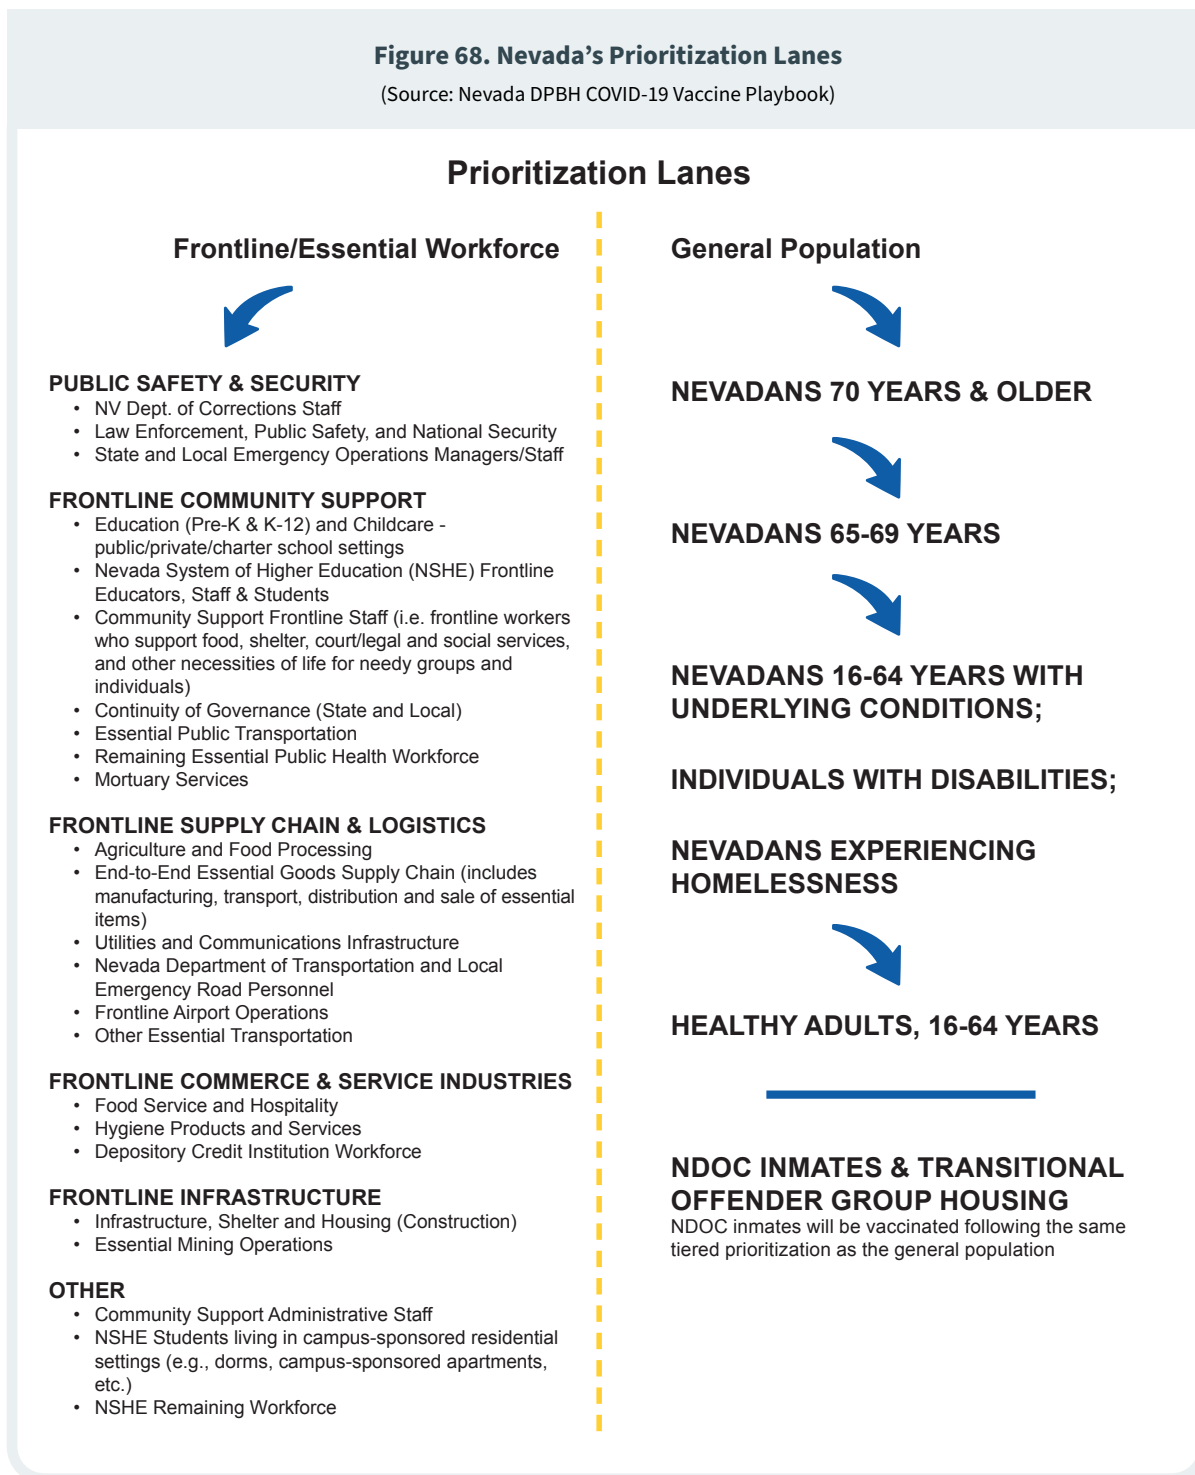 Figure 68. Nevada’s Prioritization Lanes
(Source: Nevada DPBH COVID-19 Vaccine Playbook)
Prioritization Lanes
Frontline/Essential Workforce
PUBLIC SAFETY & SECURITY
• NV Dept. of Corrections Staff
• Law Enforcement, Public Safety, and National Security
• State and Local Emergency Operations Managers/Staff
FRONTLINE COMMUNITY SUPPORT
• Education (Pre-K & K-12) and Childcare -
public/private/charter school settings
• Nevada System of Higher Education (NSHE) Frontline
Educators, Staff & Students
• Community Support Frontline Staff (i.e. frontline workers
who support food, shelter, court/legal and social services,
and other necessities of life for needy groups and
individuals)
• Continuity of Governance (State and Local)
• Essential Public Transportation
• Remaining Essential Public Health Workforce
• Mortuary Services
FRONTLINE SUPPLY CHAIN & LOGISTICS
• Agriculture and Food Processing
• End-to-End Essential Goods Supply Chain (includes
manufacturing, transport, distribution and sale of essential
items)
• Utilities and Communications Infrastructure
• Nevada Department of Transportation and Local
Emergency Road Personnel
• Frontline Airport Operations
• Other Essential Transportation
FRONTLINE COMMERCE & SERVICE INDUSTRIES
• Food Service and Hospitality
• Hygiene Products and Services
• Depository Credit Institution Workforce
FRONTLINE INFRASTRUCTURE
• Infrastructure, Shelter and Housing (Construction)
• Essential Mining Operations
OTHER
• Community Support Administrative Staff
• NSHE Students living in campus-sponsored residential
settings (e.g., dorms, campus-sponsored apartments,
etc.)
• NSHE Remaining Workforce
General Population
NEVADANS 70 YEARS & OLDER
NEVADANS 65-69 YEARS
NEVADANS 16-64 YEARS WITH
UNDERLYING CONDITIONS;
INDIVIDUALS WITH DISABILITIES;
NEVADANS EXPERIENCING
HOMELESSNESS
HEALTHY ADULTS, 16-64 YEARS
NDOC INMATES & TRANSITIONAL
OFFENDER GROUP HOUSING
NDOC inmates will be vaccinated following the same
tiered prioritization as the general population